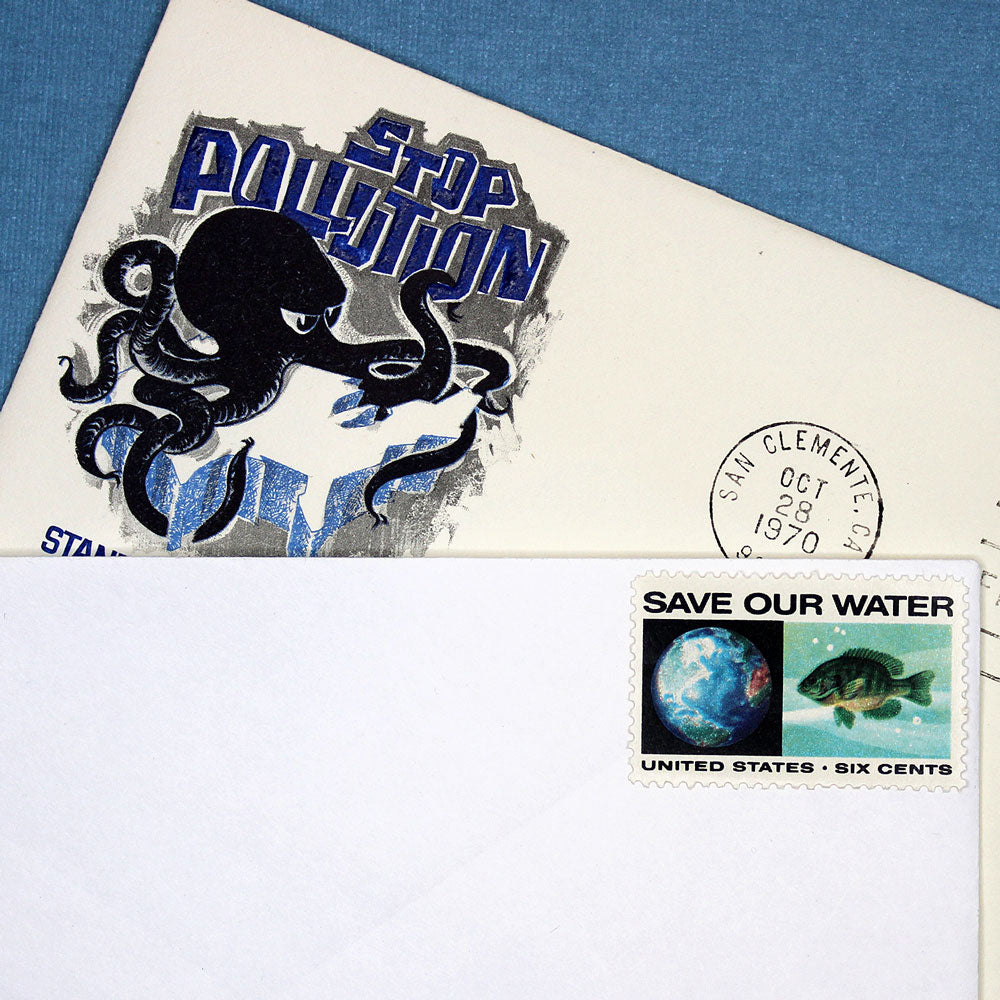 STOP
POLLUTION
SAN CLEMENTE, CA
OCT
28
1970
SAVE OUR WATER
UNITED STATES • SIX CENTS